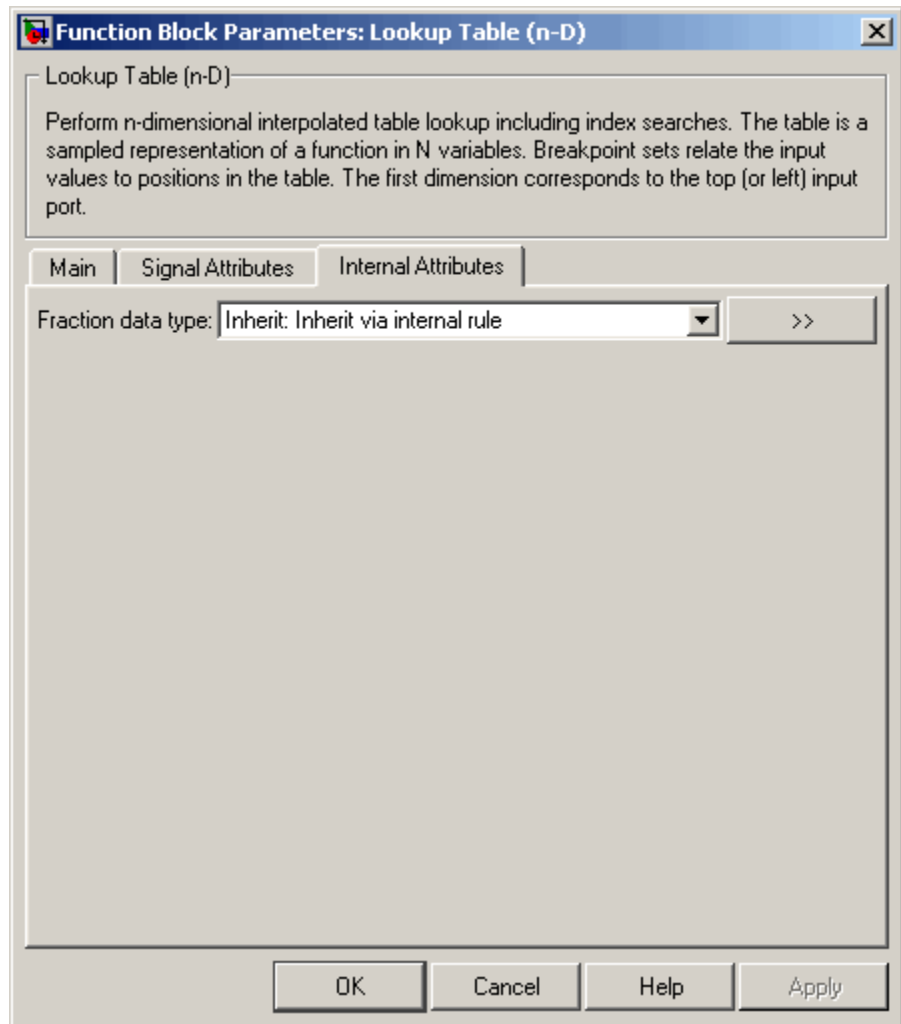 Function Block Parameters: Lookup Table (n-D)
Lookup Table (n-D)
Perform n-dimensional interpolated table lookup including index searches. The table is a
sampled representation of a function in N variables. Breakpoint sets relate the input
values to positions in the table. The first dimension corresponds to the top (or left) input
port.
Main Signal Attributes Internal Attributes
Fraction data type: Inherit: Inherit via internal rule >>
OK Cancel Help Apply